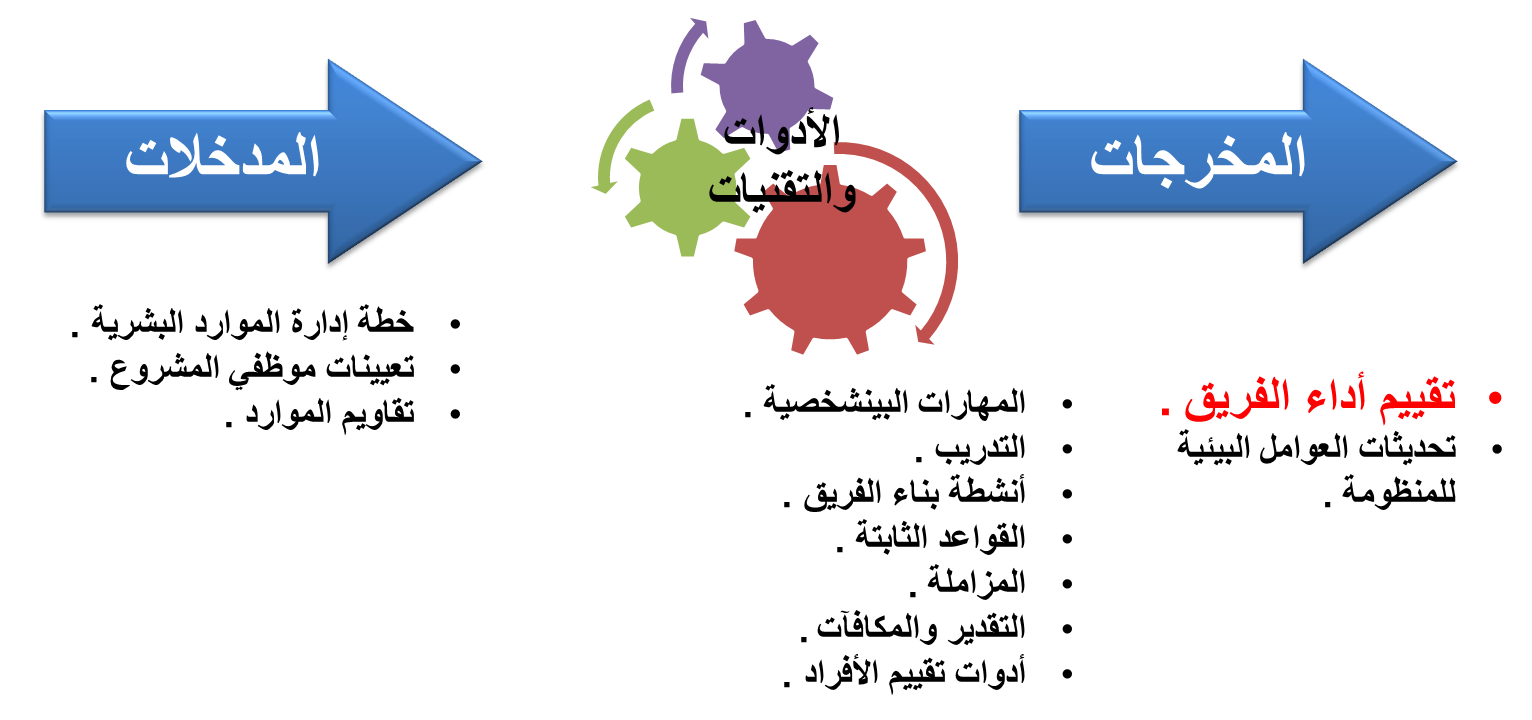 المدخلات
• خطة إدارة الموارد البشرية .
• تعيينات موظفي المشروع .
• تقاويم الموارد .
الأدوات
والتقنيات
• المهارات البينشخصية .
• التدريب .
• أنشطة بناء الفريق .
• القواعد الثابتة .
• المزاملة .
• التقدير والمكافآت .
• أدوات تقييم الأفراد .
المخرجات
• تقييم أداء الفريق .
• تحديثات العوامل البيئية
للمنظومة .